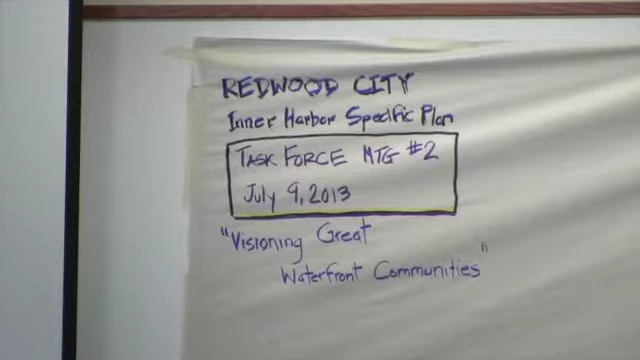 REDWOOD CITY
Inner Harbor Specific Plan
TASK FORCE MTG #2
July 9, 2013
"Visioning Great
Waterfront Communities"